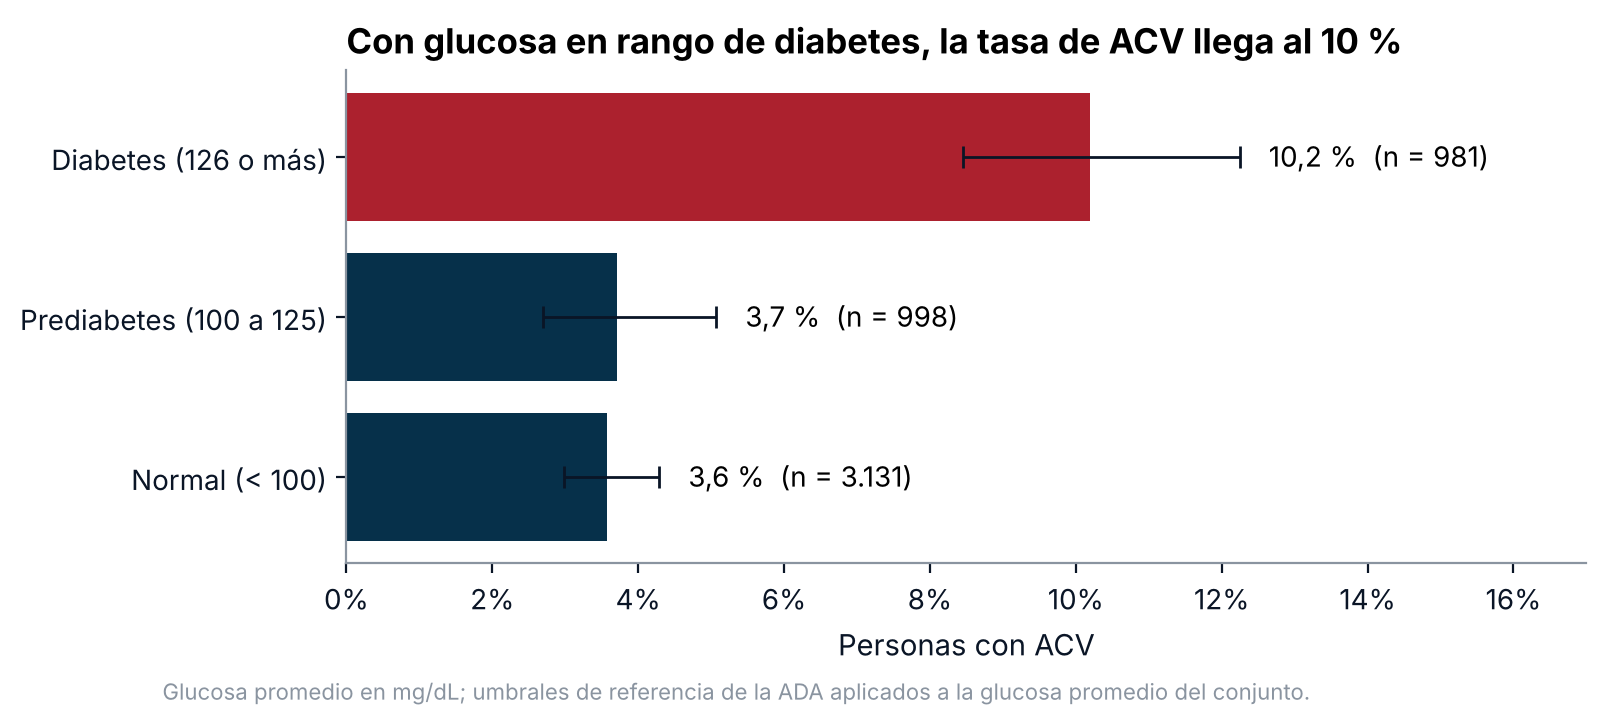 Con glucosa en rango de diabetes, la tasa de ACV llega al 10 %
Diabetes (126 o más)
10,2 % (n = 981)
Prediabetes (100 a 125)
3,7 % (n = 998)
Normal (< 100)
3,6 % (n = 3.131)
0% 2% 4% 6% 8% 10% 12% 14% 16%
Personas con ACV
Glucosa promedio en mg/dL; umbrales de referencia de la ADA aplicados a la glucosa promedio del conjunto.